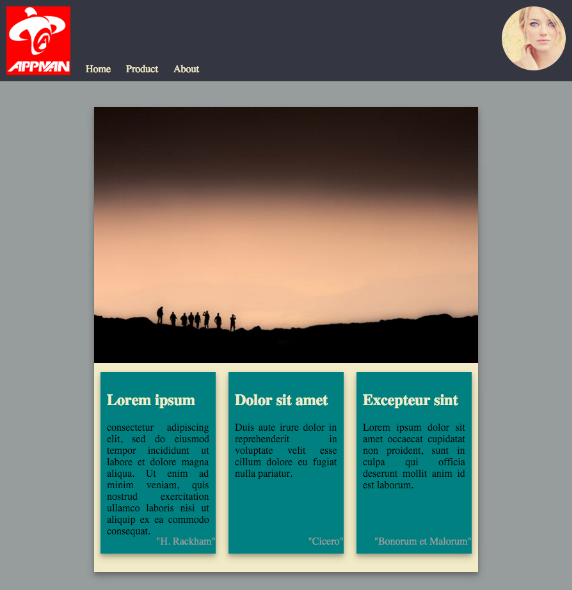 APPMAN
Home Product About
Lorem ipsum
consectetur adipiscing
elit, sed do eiusmod
tempor incididunt ut
labore et dolore magna
aliqua. Ut enim ad
minim veniam, quis
nostrud exercitation
ullamco laboris nisi ut
aliquip ex ea commodo
consequat.
"H. Rackham"
Dolor sit amet
Duis aute irure dolor in
reprehenderit in
voluptate velit esse
cillum dolore eu fugiat
nulla pariatur.
"Cicero"
Excepteur sint
Lorem ipsum dolor sit
amet occaecat cupidatat
non proident, sunt in
culpa qui officia
deserunt mollit anim id
est laborum.
"Bonorum et Malorum"